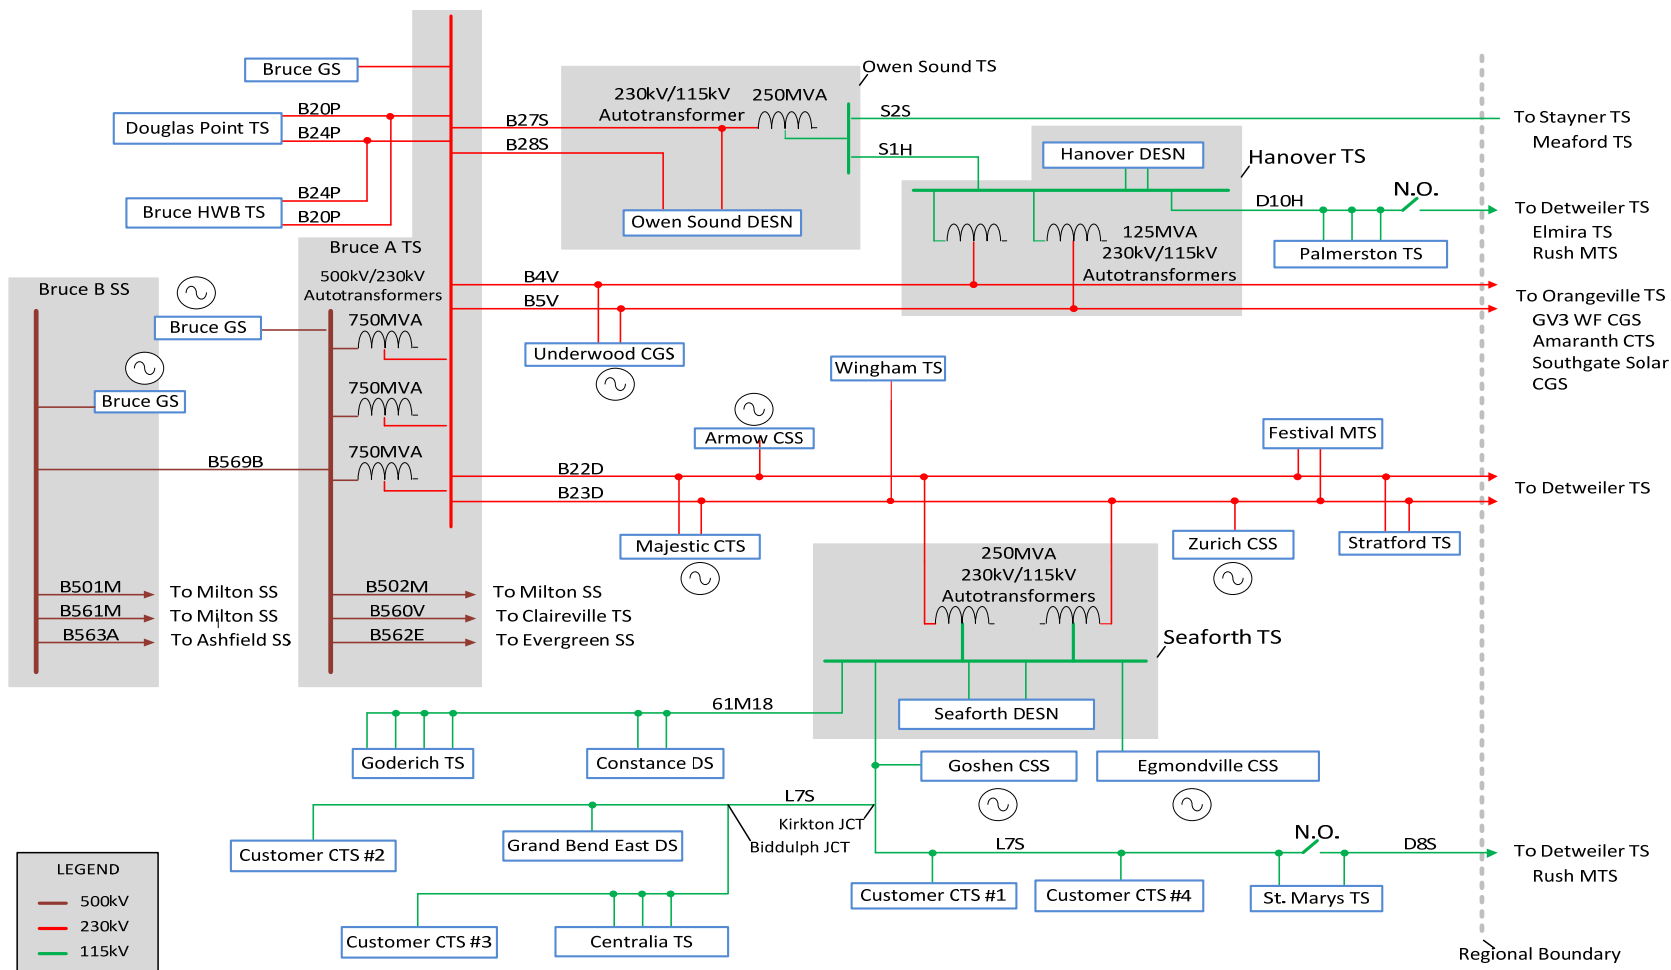 Bruce GS
Douglas Point TS
B20P
B24P
Bruce HWB TS
B24P
B20P
Bruce A TS
500kV/230kV
Autotransformers
750MVA
750MVA
750MVA
Bruce B SS
Bruce GS
Bruce GS
B569B
B501M
To Milton SS
B561M
To Milton SS
B563A
To Ashfield SS
B502M
To Milton SS
B560V
To Claireville TS
B562E
To Evergreen SS
B27S
B28S
230kV/115kV
Autotransformer
250MVA
Owen Sound TS
Owen Sound DESN
S2S
S1H
To Stayner TS
Meaford TS
Hanover DESN
Hanover TS
125MVA
230kV/115kV
Autotransformers
D10H
N.O.
Palmerston TS
To Detweiler TS
Elmira TS
Rush MTS
B4V
B5V
Underwood CGS
To Orangeville TS
GV3 WF CGS
Amaranth CTS
Southgate Solar
CGS
Wingham TS
Armow CSS
Festival MTS
B22D
B23D
To Detweiler TS
Majestic CTS
Zurich CSS
Stratford TS
250MVA
230kV/115kV
Autotransformers
Seaforth TS
Seaforth DESN
61M18
Goderich TS
Constance DS
Goshen CSS
Egmondville CSS
L7S
Kirkton JCT
Biddulph JCT
Customer CTS #2
Grand Bend East DS
Customer CTS #3
Centralia TS
L7S
N.O.
D8S
Customer CTS #1
Customer CTS #4
St. Marys TS
To Detweiler TS
Rush MTS
Regional Boundary
LEGEND
500kV
230kV
115kV